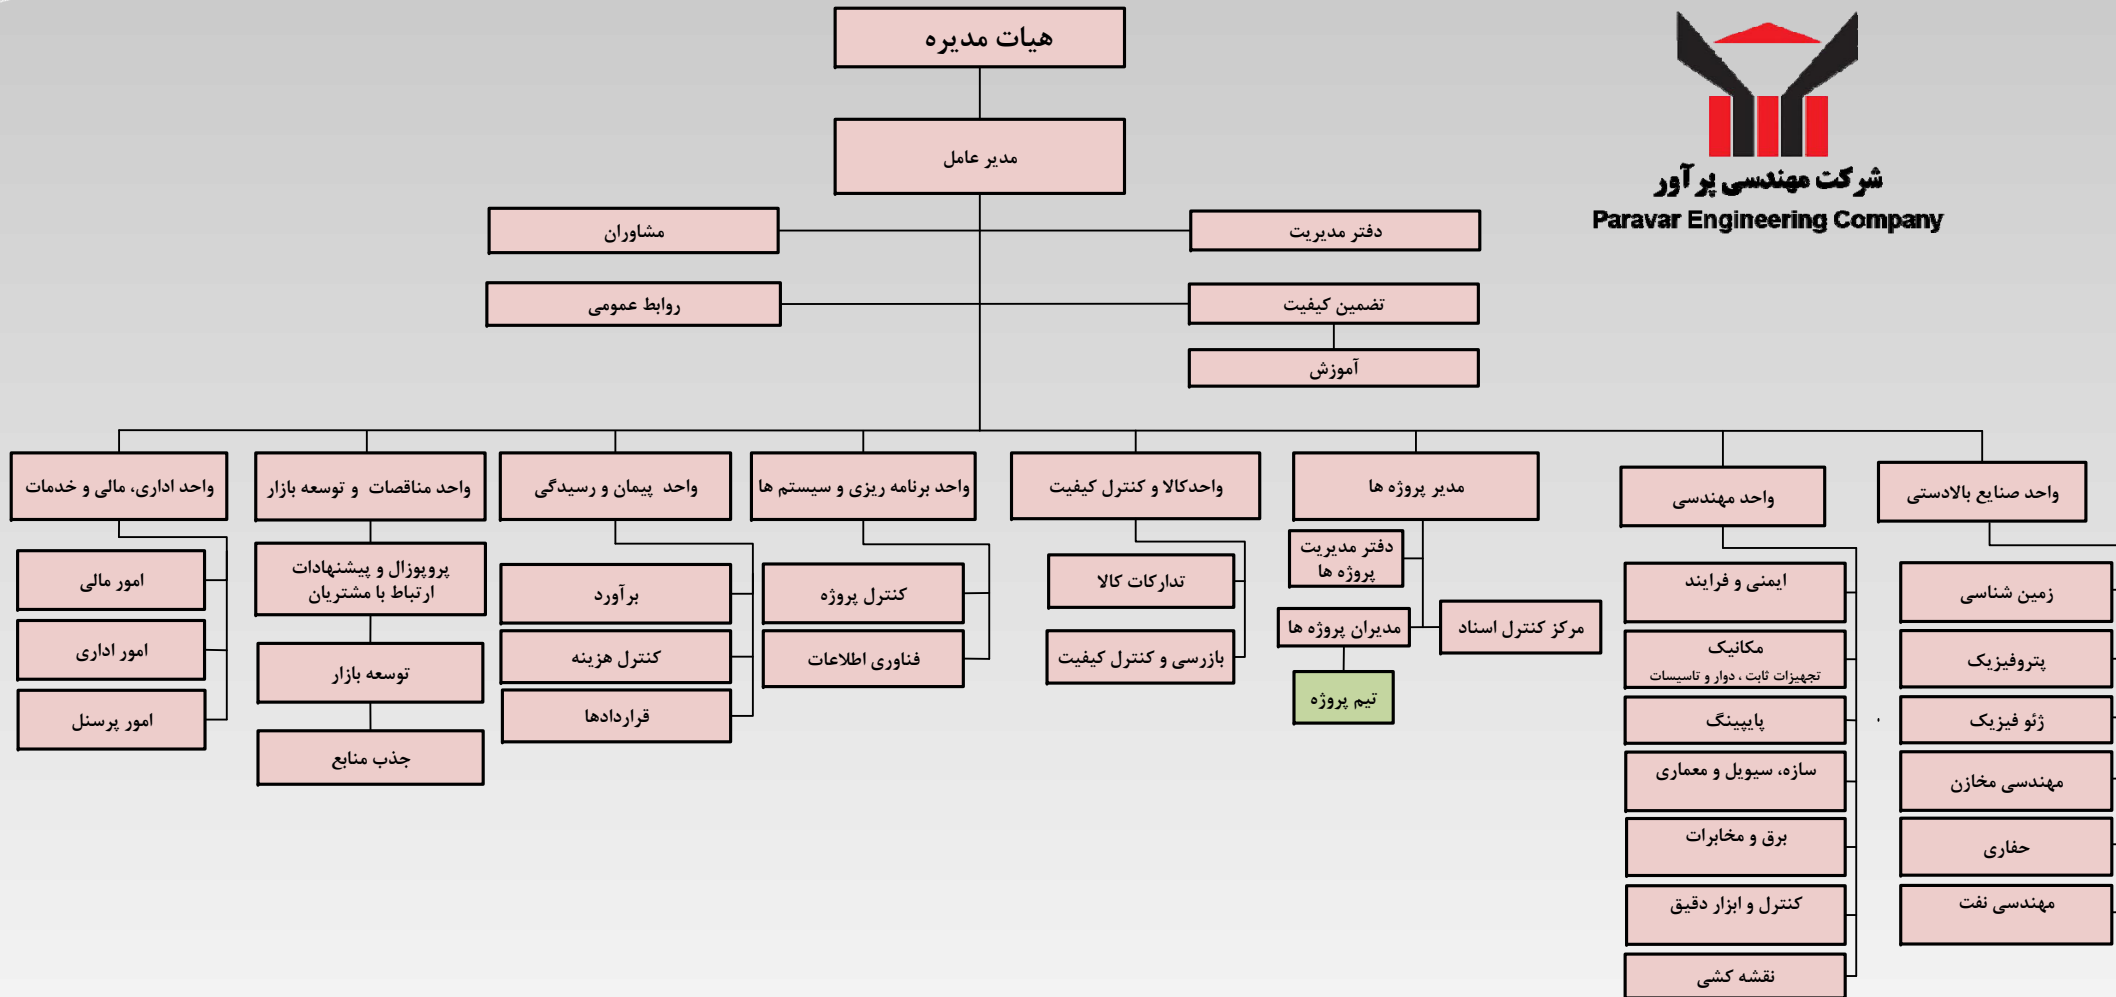 هیات مدیره
شرکت مهندسی پرآور
Paravar Engineering Company
مدیر عامل
دفتر مدیریت
مشاوران
تضمین کیفیت
روابط عمومی
آموزش
واحد صنایع بالادستی
زمین شناسی
پتروفیزیک
ژئو فیزیک
مهندسی مخازن
حفاری
مهندسی نفت
واحد مهندسی
ایمنی و فرایند
مکانیک
تجهیزات ثابت ، دوار و تاسیسات
پایپینگ
سازه، سیویل و معماری
برق و مخابرات
کنترل و ابزار دقیق
نقشه کشی
مدیر پروژه ها
دفتر مدیریت
پروژه ها
مرکز کنترل اسناد
مدیران پروژه ها
تیم پروژه
واحدکالا و کنترل کیفیت
تدارکات کالا
بازرسی و کنترل کیفیت
واحد برنامه ریزی و سیستم ها
کنترل پروژه
فناوری اطلاعات
واحد پیمان و رسیدگی
برآورد
کنترل هزینه
قراردادها
واحد مناقصات و توسعه بازار
پروپوزال و پیشنهادات
ارتباط با مشتریان
توسعه بازار
جذب منابع
واحد اداری، مالی و خدمات
امور مالی
امور اداری
امور پرسنل